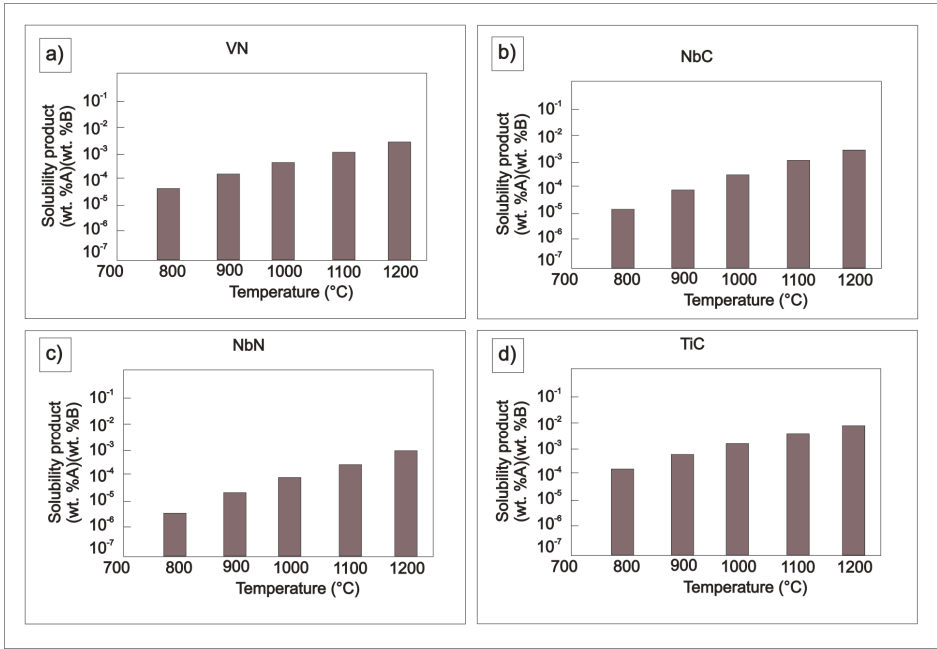 a)
VN
Solubility product
(wt. %A)(wt. %B)
10-1
10-2
10-3
10-4
10-5
10-6
10-7
700 800 900 1000 1100 1200
Temperature (°C)
b)
NbC
Solubility product
(wt. %A)(wt. %B)
10-1
10-2
10-3
10-4
10-5
10-6
10-7
700 800 900 1000 1100 1200
Temperature (°C)
c)
NbN
Solubility product
(wt. %A)(wt. %B)
10-1
10-2
10-3
10-4
10-5
10-6
10-7
700 800 900 1000 1100 1200
Temperature (°C)
d)
TiC
Solubility product
(wt. %A)(wt. %B)
10-1
10-2
10-3
10-4
10-5
10-6
10-7
700 800 900 1000 1100 1200
Temperature (°C)